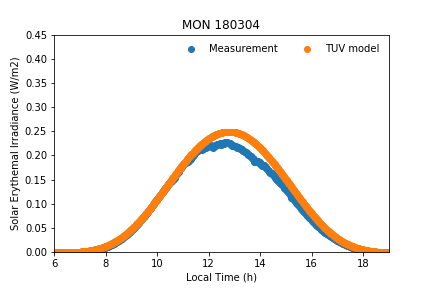 MON 180304
0.45
0.40
0.35
0.30
0.25
0.20
0.15
0.10
0.05
0.00
Solar Erythemal Irradiance (W/m2)
Measurement
TUV model
6 8 10 12 14 16 18
Local Time (h)